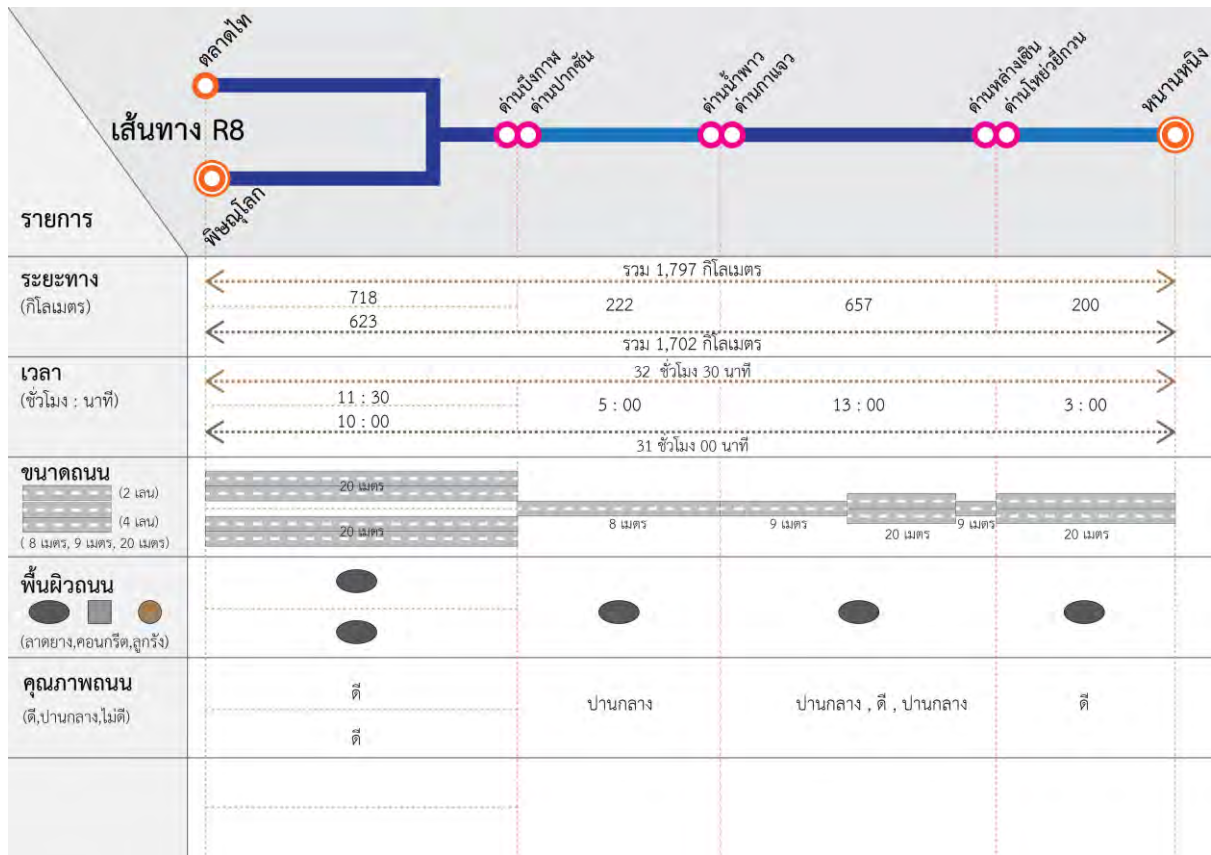 ตลาดไท
ด่านบึงกาฬ
ด่านปากซัน
ด่านน้ำพาว
ด่านกาแจว
ด่านหล่างเซิน
ด่านโหย่วยี่กวน
หนานหนิง
เส้นทาง R8
พิษณุโลก
รายการ
ระยะทาง
(กิโลเมตร)
รวม 1,797 กิโลเมตร
718
222
657
200
623
รวม 1,702 กิโลเมตร
เวลา
(ชั่วโมง : นาที)
32 ชั่วโมง 30 นาที
11 : 30
5 : 00
13 : 00
3 : 00
10 : 00
31 ชั่วโมง 00 นาที
ขนาดถนน
(2 เลน)
(4 เลน)
( 8 เมตร, 9 เมตร, 20 เมตร)
20 เมตร
20 เมตร
8 เมตร
9 เมตร
20 เมตร
9 เมตร
20 เมตร
พื้นผิวถนน
(ลาดยาง,คอนกรีต,ลูกรัง)
คุณภาพถนน
(ดี,ปานกลาง,ไม่ดี)
ดี
ดี
ปานกลาง
ปานกลาง , ดี , ปานกลาง
ดี